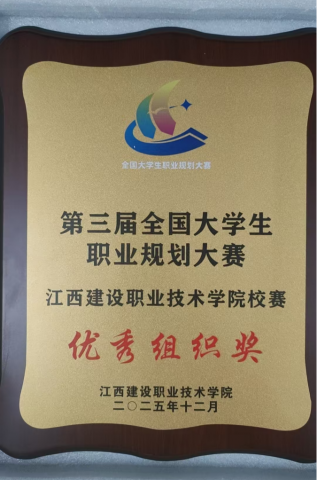 全国大学生职业规划大赛
第三届全国大学生
职业规划大赛
江西建设职业技术学院校赛
优秀组织奖
江西建设职业技术学院
二〇二五年十二月